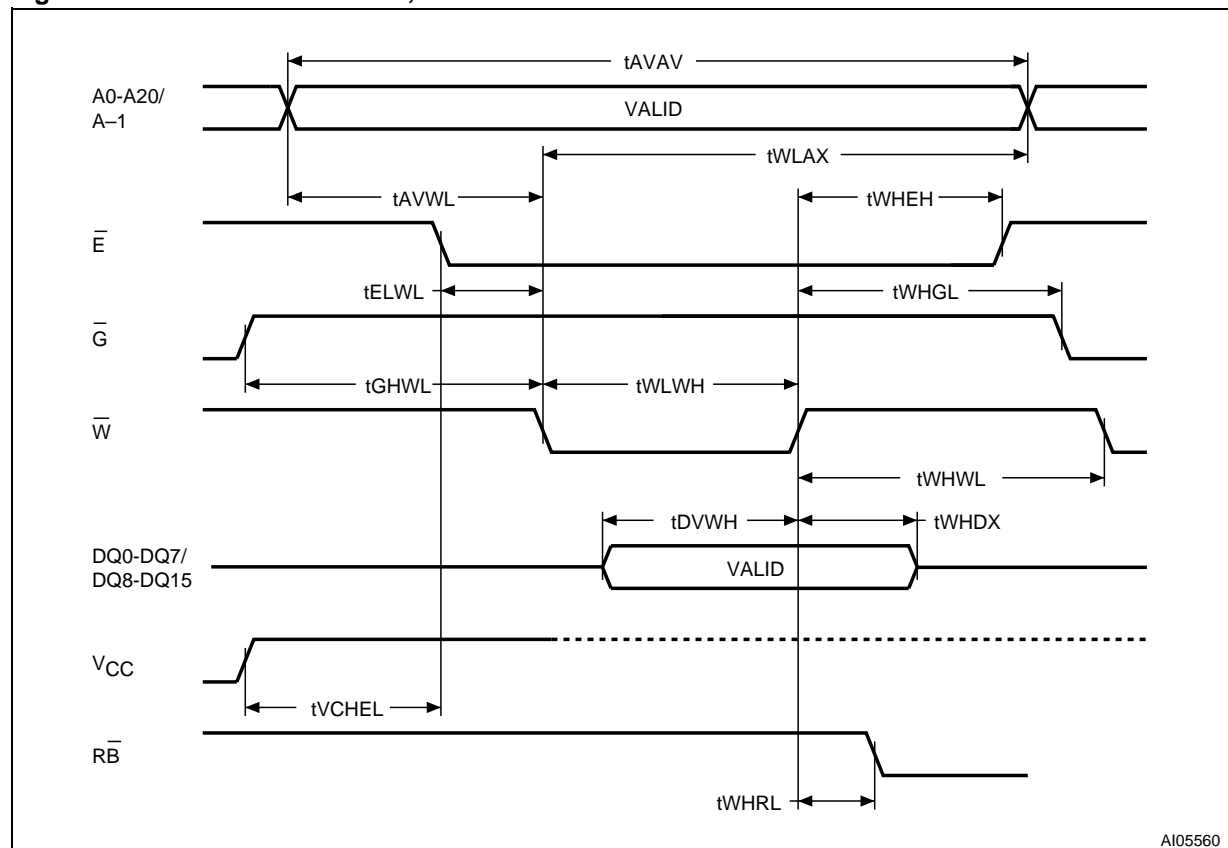 tAVAV
A0-A20/
A–1
VALID
tWLAX
tAVWL
tWHEH
E̅
tELWL
tWHGL
G̅
tGHWL
tWLWH
W̅
tWHWL
tDVWH
tWHDX
DQ0-DQ7/
DQ8-DQ15
VALID
VCC
tVCHEL
RB̅
tWHRL
AI05560